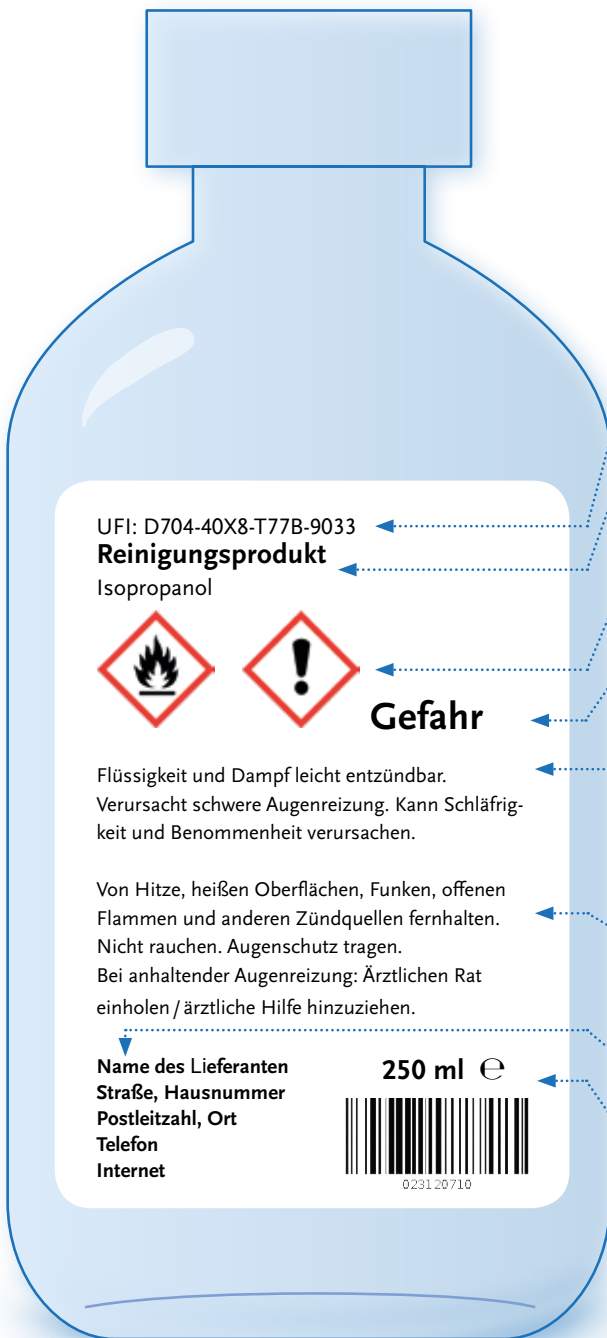 UFI: D704-40X8-T77B-9033
Reinigungsprodukt
Isopropanol
Gefahr
Flüssigkeit und Dampf leicht entzündbar.
Verursacht schwere Augenreizung. Kann Schläfrig-
keit und Benommenheit verursachen.
Von Hitze, heißen Oberflächen, Funken, offenen
Flammen und anderen Zündquellen fernhalten.
Nicht rauchen. Augenschutz tragen.
Bei anhaltender Augenreizung: Ärztlichen Rat
einholen / ärztliche Hilfe hinzuziehen.
Name des Lieferanten
Straße, Hausnummer
Postleitzahl, Ort
Telefon
Internet
250 ml ℮
023120710